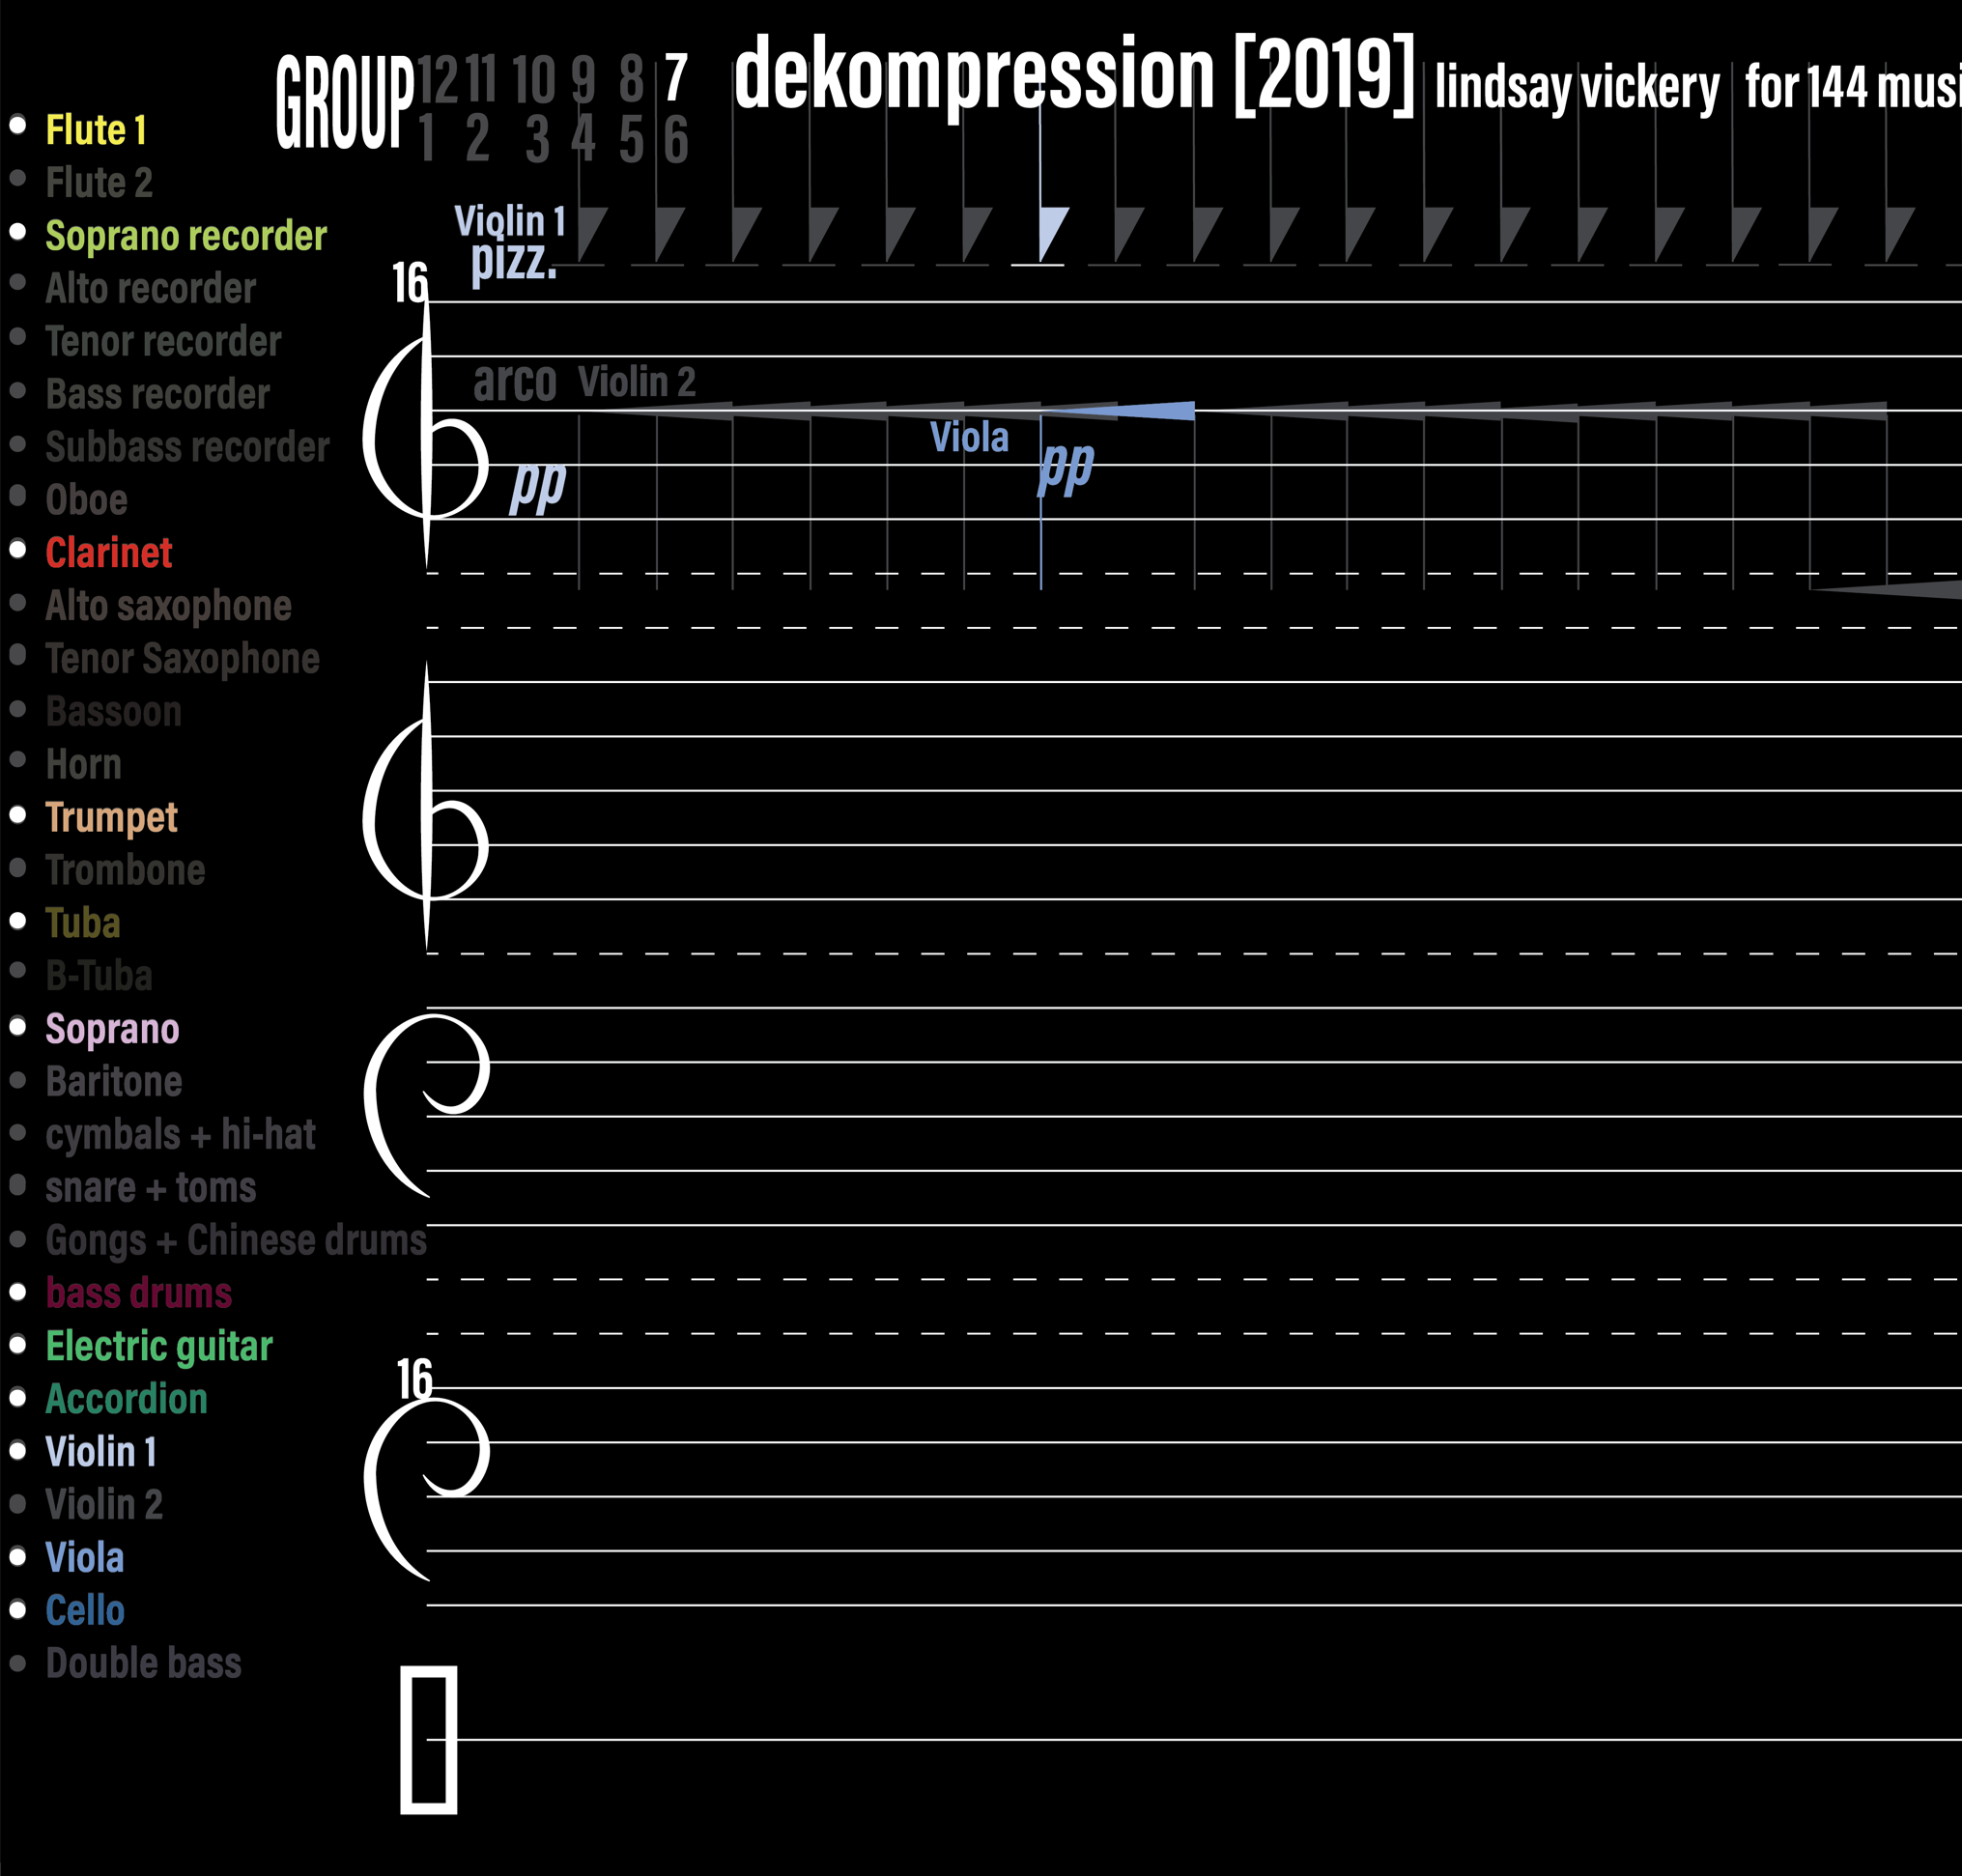 GROUP 12 11 10 9 8 7 dekompression [2019] lindsay vickery for 144 musi
1 2 3 4 5 6
Flute 1
Flute 2
Soprano recorder
Alto recorder
Tenor recorder
Bass recorder
Subbass recorder
Oboe
Clarinet
Alto saxophone
Tenor Saxophone
Bassoon
Horn
Trumpet
Trombone
Tuba
B-Tuba
Soprano
Baritone
cymbals + hi-hat
snare + toms
Gongs + Chinese drums
bass drums
Electric guitar
Accordion
Violin 1
Violin 2
Viola
Cello
Double bass
Violin 1
pizz.
16
arco Violin 2
Viola
pp
pp
16